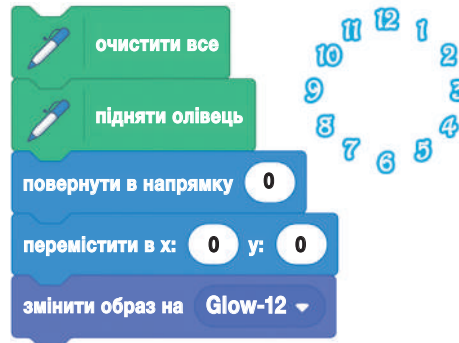 очистити все
підняти олівець
повернути в напрямку 0
перемістити в x: 0 y: 0
змінити образ на Glow-12
12
1
2
3
4
5
6
7
8
9
10
11